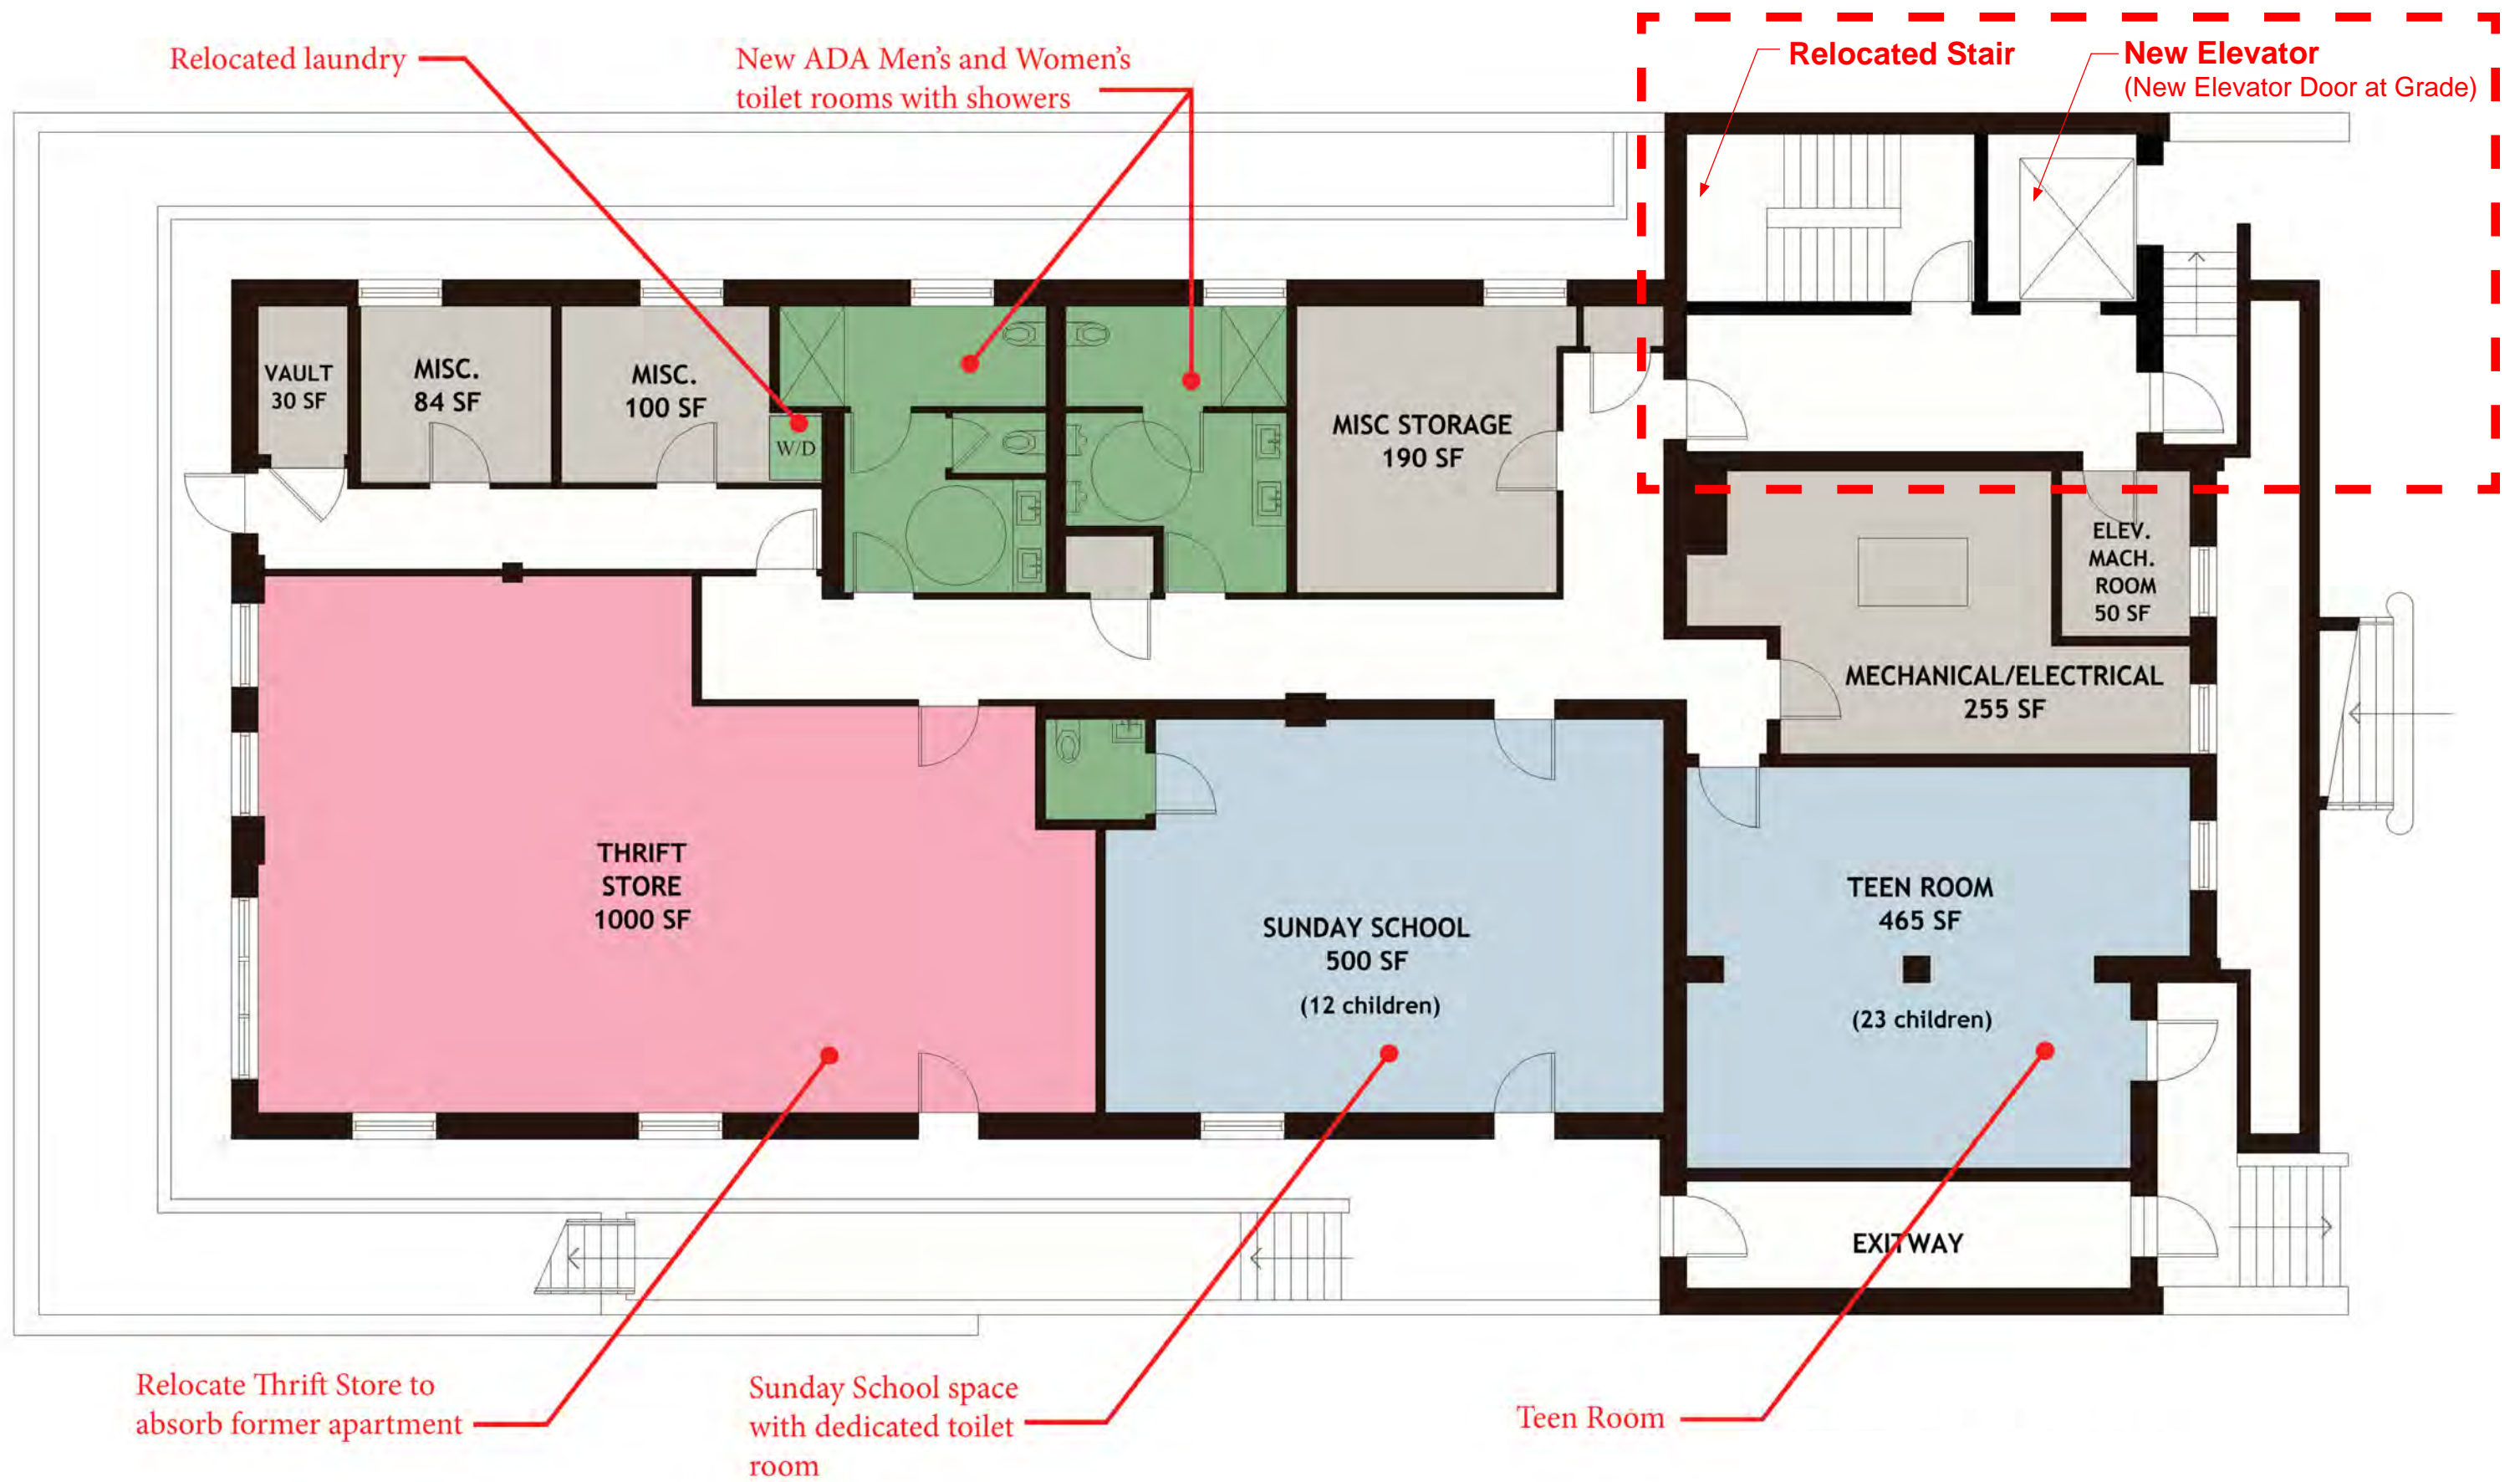 Relocated laundry
New ADA Men's and Women's
toilet rooms with showers
Relocated Stair
New Elevator
(New Elevator Door at Grade)
VAULT
30 SF
MISC.
84 SF
MISC.
100 SF
W/D
MISC STORAGE
190 SF
ELEV.
MACH.
ROOM
50 SF
MECHANICAL/ELECTRICAL
255 SF
THRIFT
STORE
1000 SF
SUNDAY SCHOOL
500 SF
(12 children)
TEEN ROOM
465 SF
(23 children)
EXITWAY
Relocate Thrift Store to
absorb former apartment
Sunday School space
with dedicated toilet
room
Teen Room